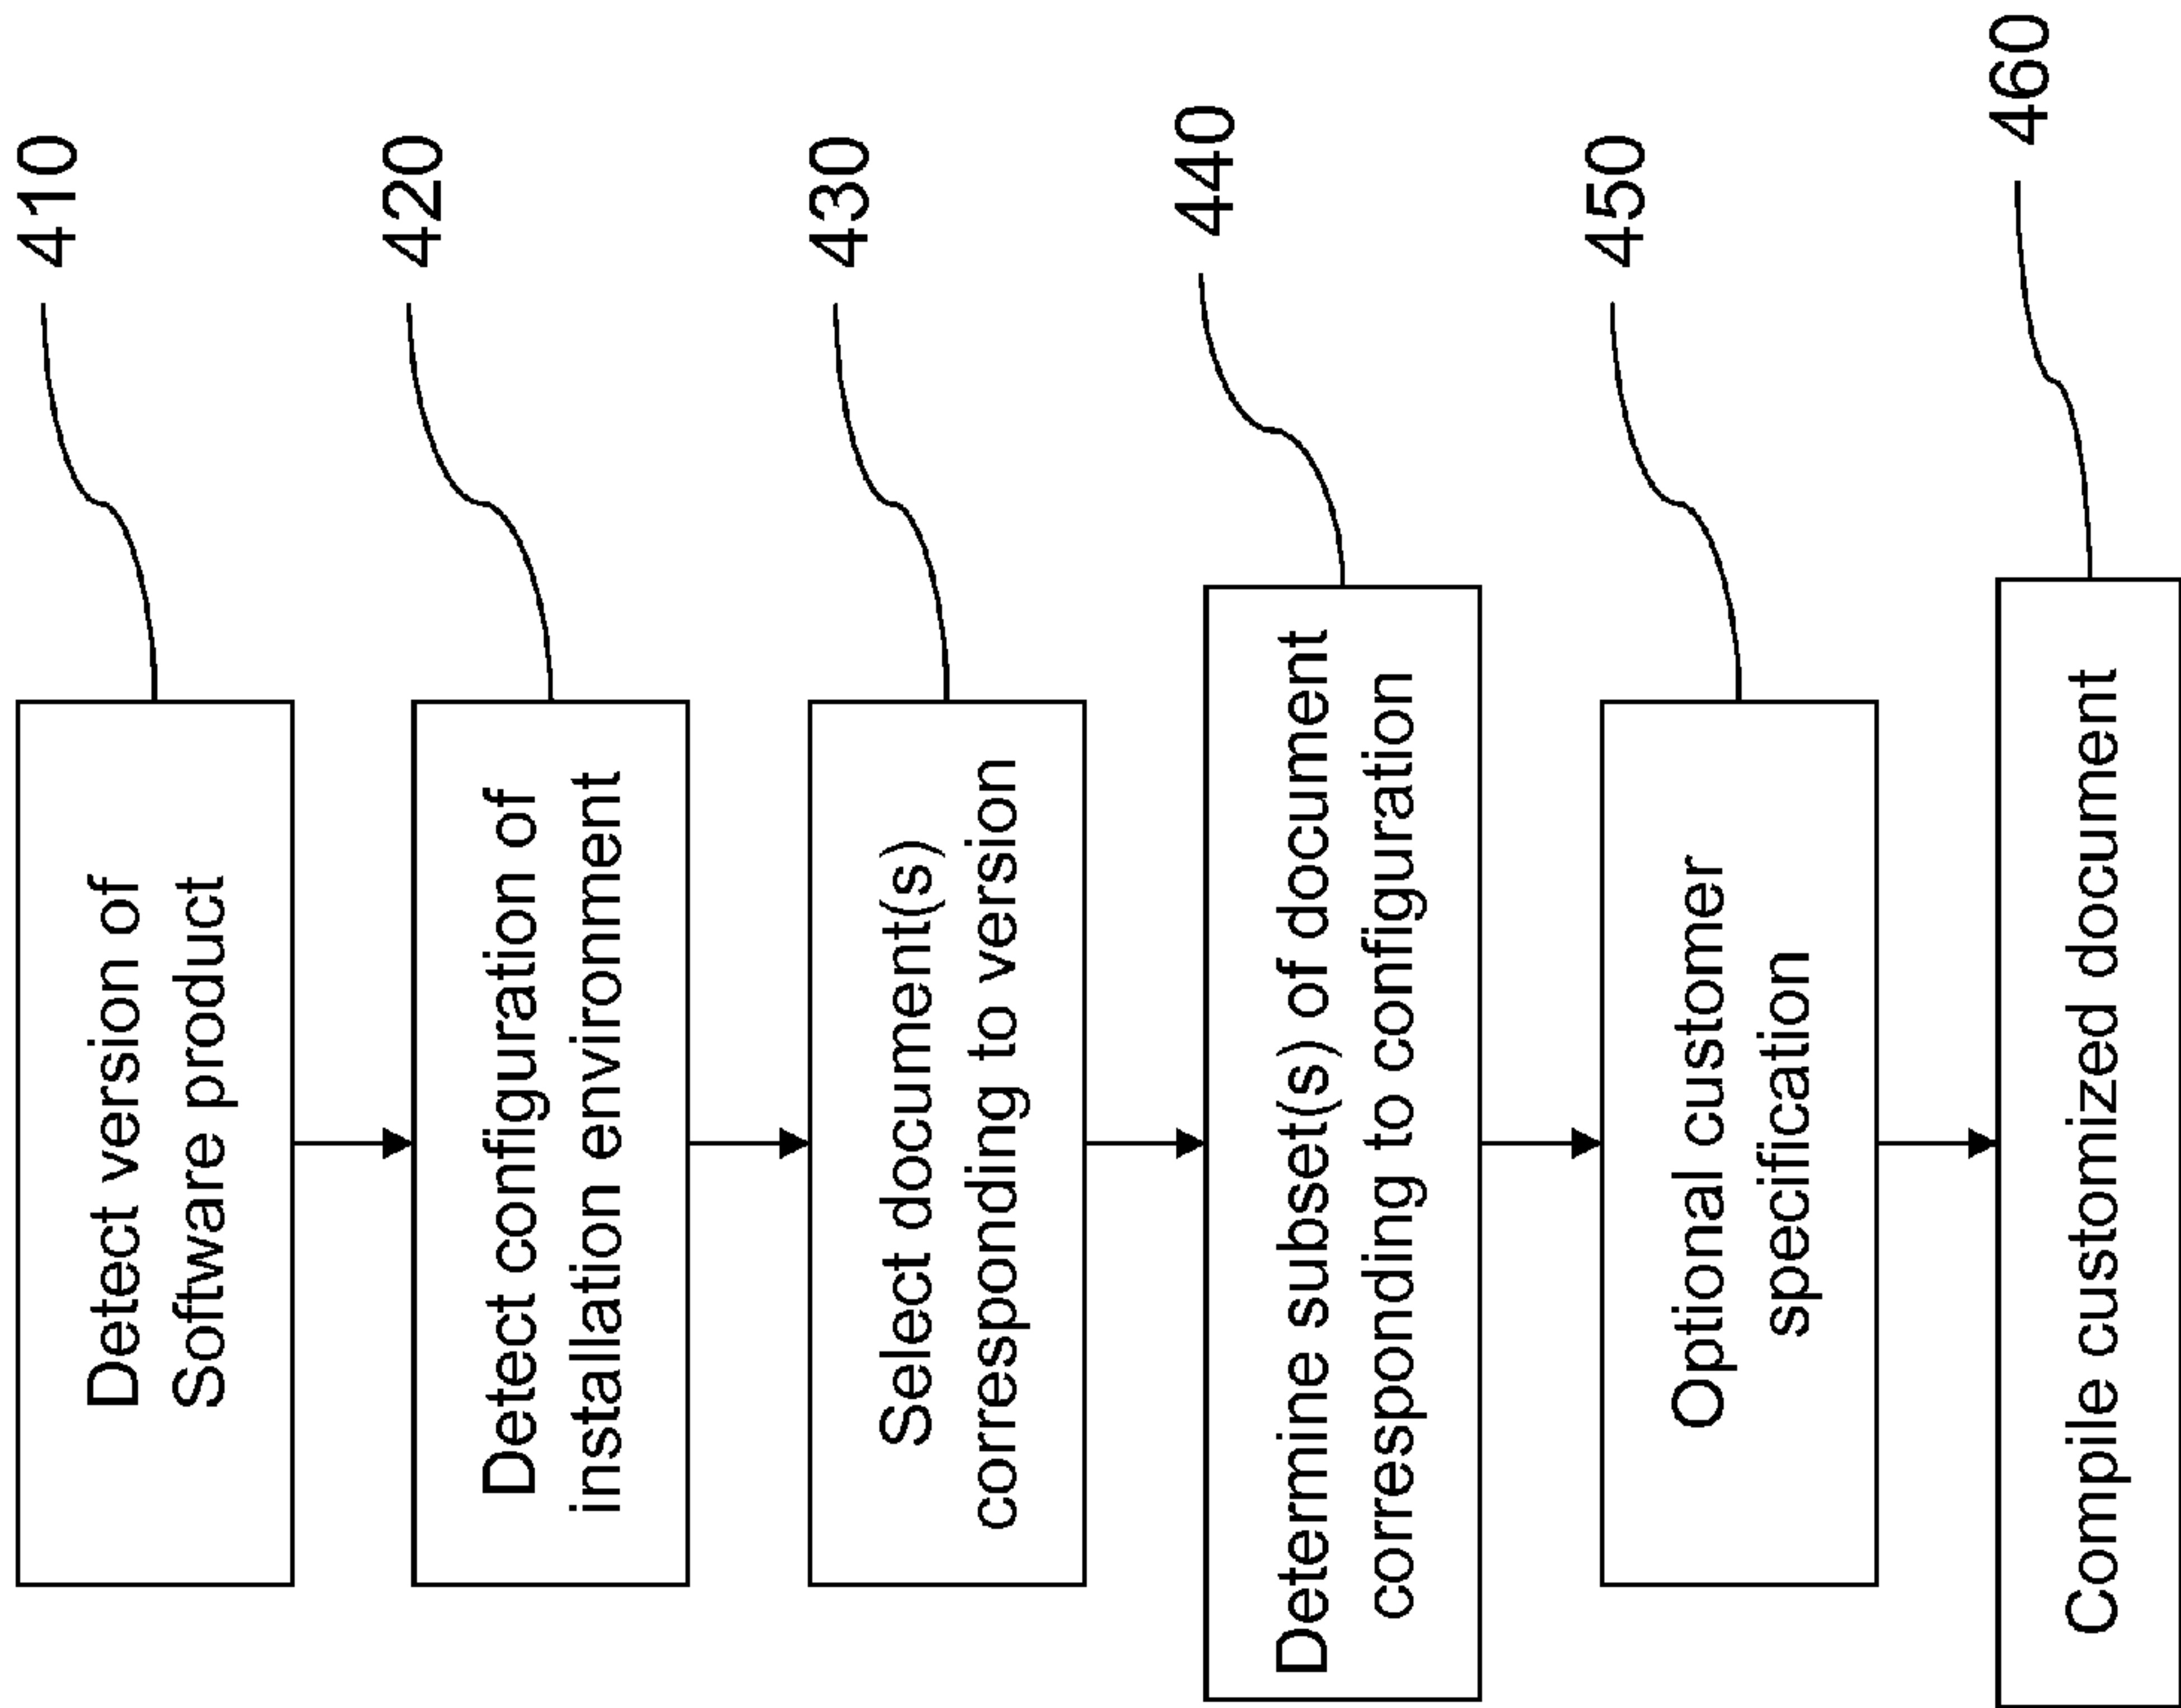 Detect version of
Software product
410
Detect configuration of
installation environment
420
Select document(s)
corresponding to version
430
Determine subset(s) of document
corresponding to configuration
440
Optional customer
specification
450
Compile customized document
460